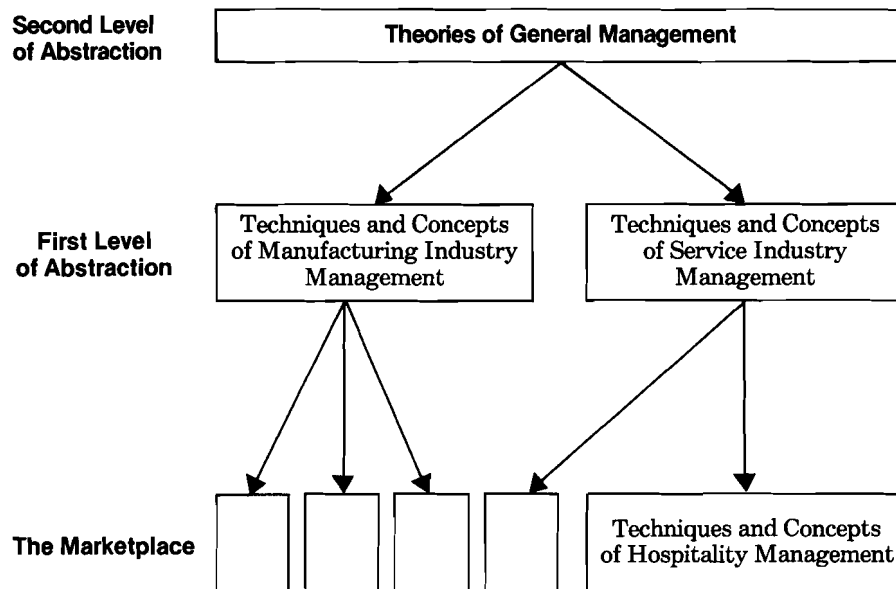 Second Level
of Abstraction
Theories of General Management
First Level
of Abstraction
Techniques and Concepts
of Manufacturing Industry
Management
Techniques and Concepts
of Service Industry
Management
The Marketplace
Techniques and Concepts
of Hospitality Management